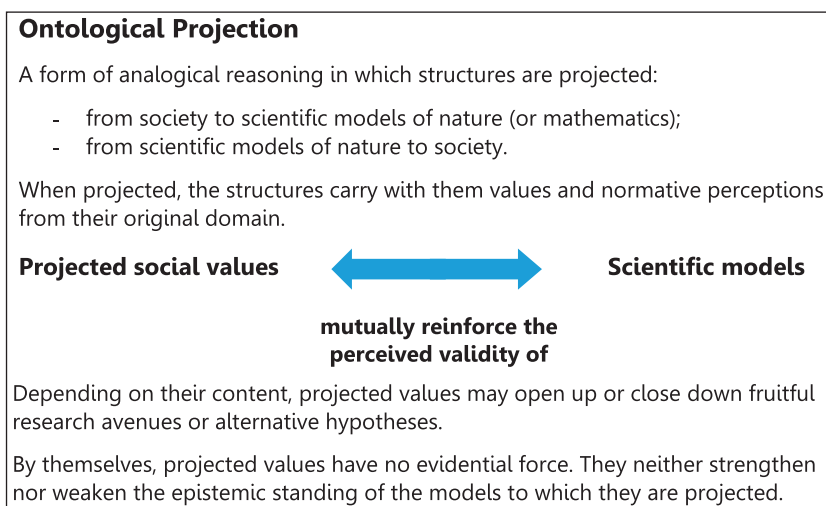 Ontological Projection
A form of analogical reasoning in which structures are projected:
- from society to scientific models of nature (or mathematics);
- from scientific models of nature to society.
When projected, the structures carry with them values and normative perceptions
from their original domain.
Projected social values Scientific models
mutually reinforce the
perceived validity of
Depending on their content, projected values may open up or close down fruitful
research avenues or alternative hypotheses.
By themselves, projected values have no evidential force. They neither strengthen
nor weaken the epistemic standing of the models to which they are projected.